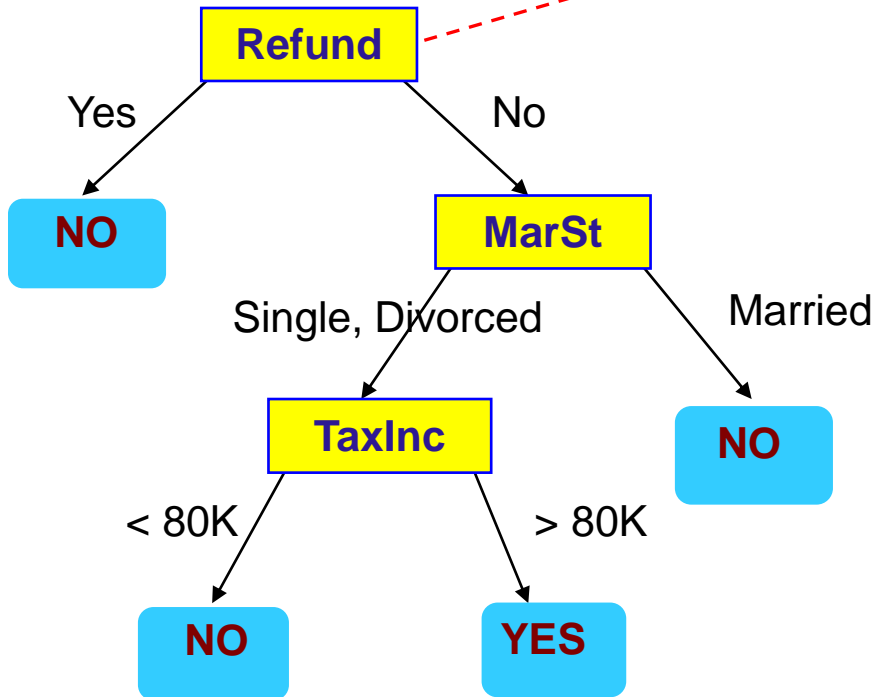 Refund
Yes
No
NO
MarSt
Single, Divorced
Married
TaxInc
NO
< 80K
> 80K
NO
YES